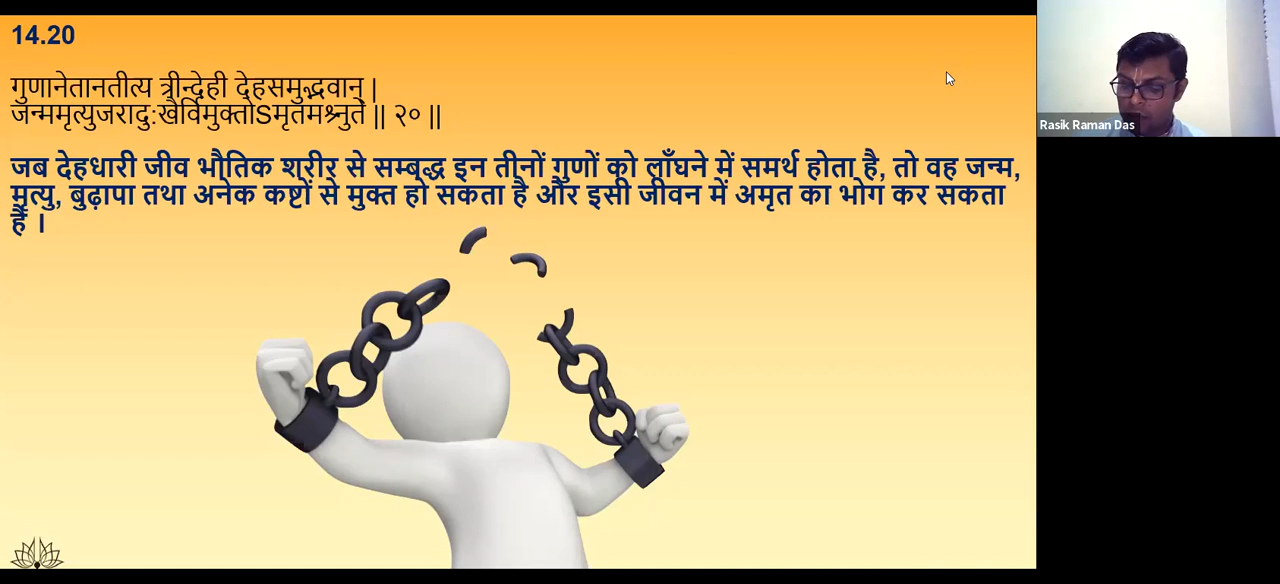 14.20
गुणानेतानतीत्य त्रीन्देही देहसमुद्भवान् |
जन्ममृत्युजरादु:खैर्विमुक्तोSमृतमश्र्नुते || २० ||
जब देहधारी जीव भौतिक शरीर से सम्बद्ध इन तीनों गुणों को लाँघने में समर्थ होता है, तो वह जन्म,
मृत्यु, बुढ़ापा तथा अनेक कष्टों से मुक्त हो सकता है और इसी जीवन में अमृत का भोग कर सकता
है |
Rasik Raman Das